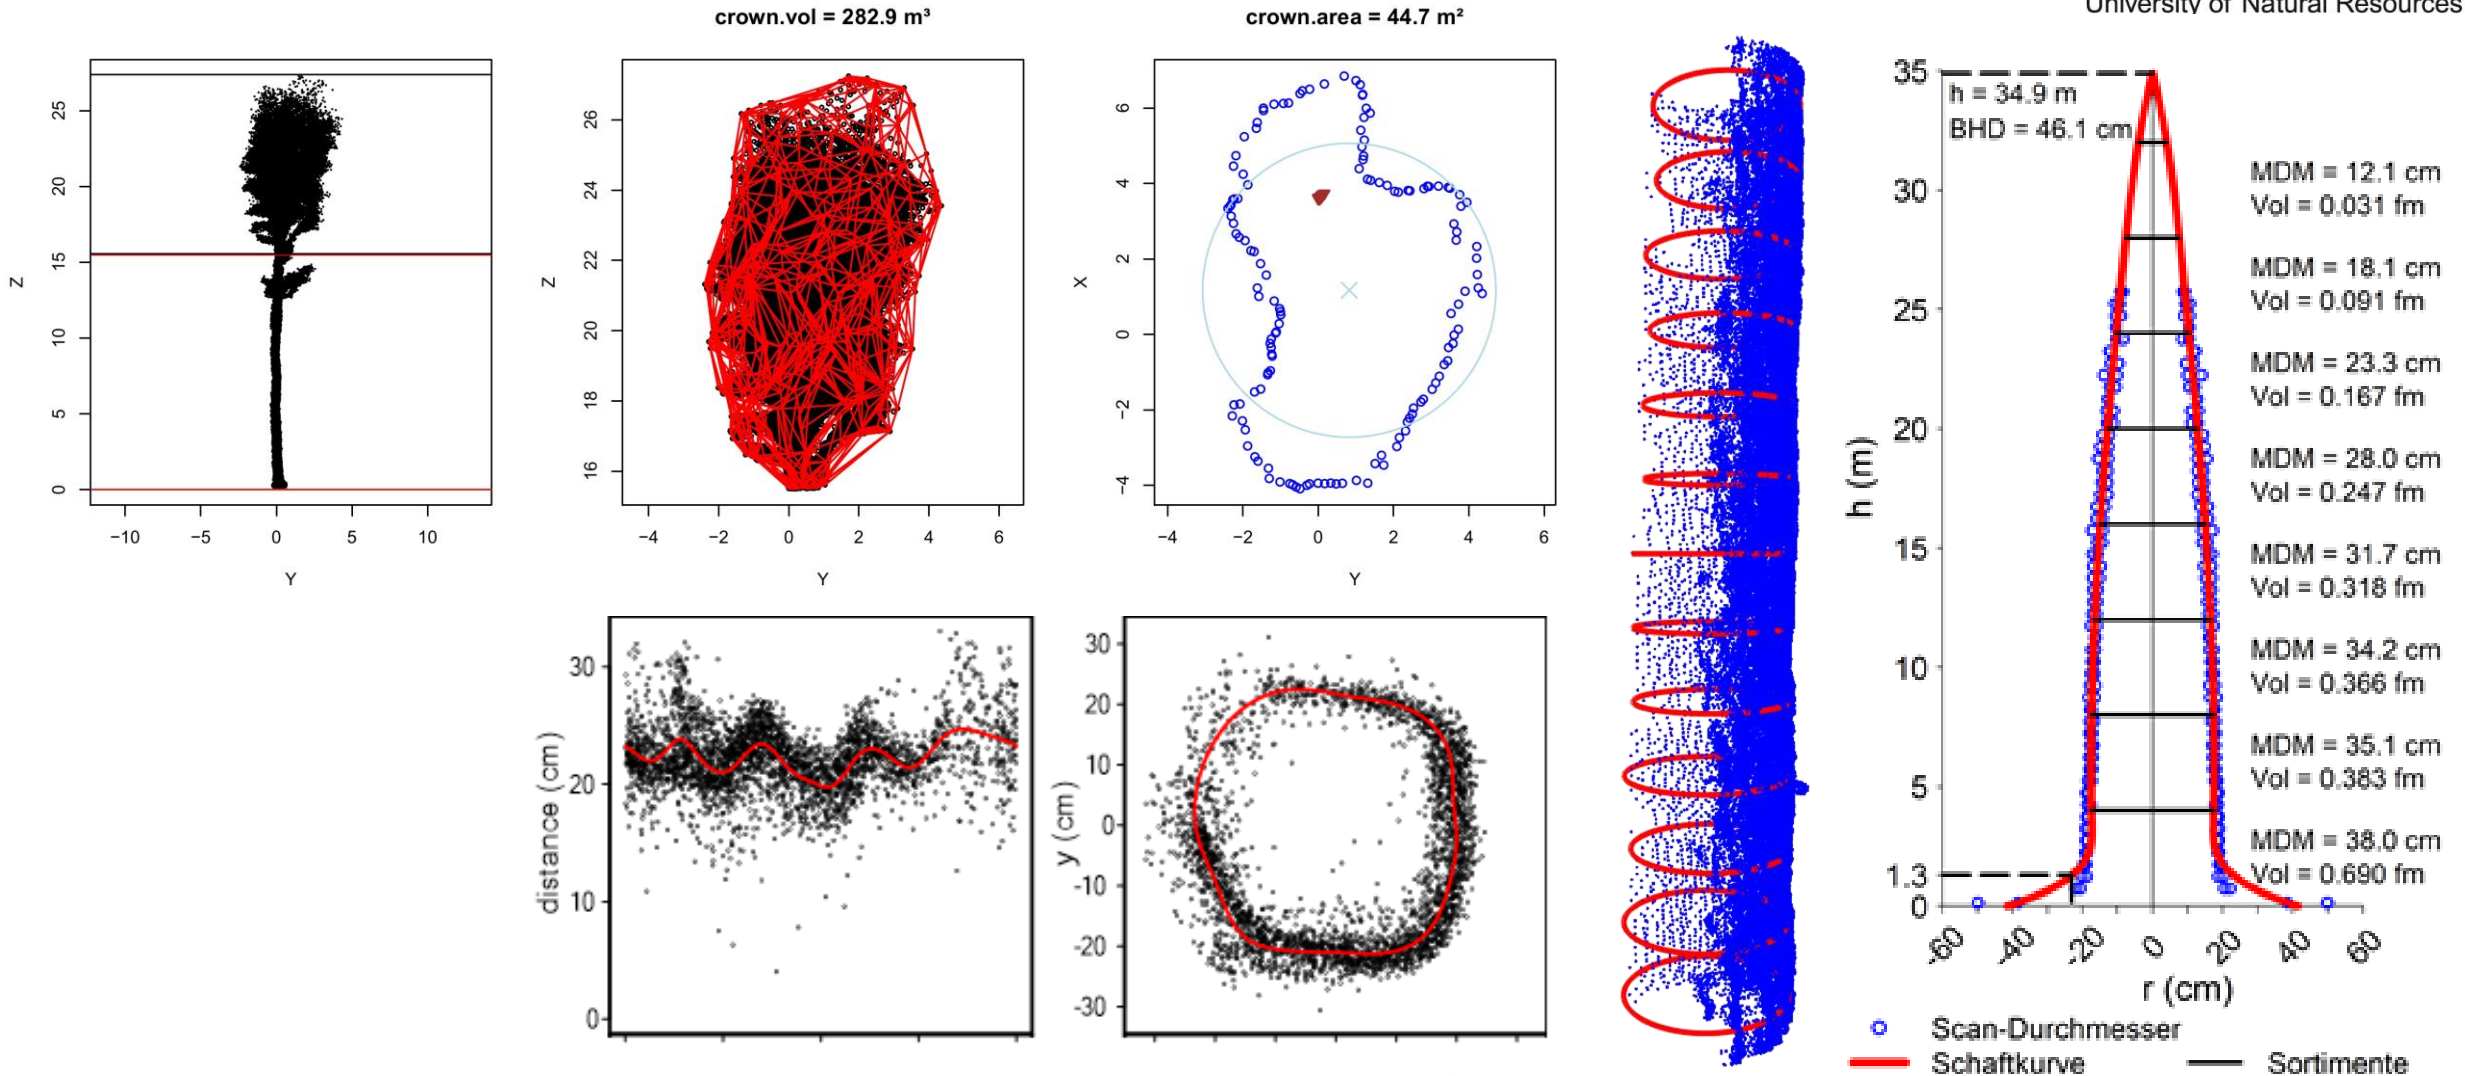 University of Natural Resources
crown.vol = 282.9 m³
crown.area = 44.7 m²
Z
25
20
15
10
5
0
−10
−5
0
5
10
Y
Z
26
24
22
20
18
16
−4
−2
0
2
4
6
Y
X
6
4
2
0
−2
−4
−4
−2
0
2
4
6
Y
distance (cm)
30
20
10
0
y (cm)
30
20
10
0
-10
-20
-30
h (m)
35
30
25
20
15
10
5
1.3
0
h = 34.9 m
BHD = 46.1 cm
MDM = 12.1 cm
Vol = 0.031 fm
MDM = 18.1 cm
Vol = 0.091 fm
MDM = 23.3 cm
Vol = 0.167 fm
MDM = 28.0 cm
Vol = 0.247 fm
MDM = 31.7 cm
Vol = 0.318 fm
MDM = 34.2 cm
Vol = 0.366 fm
MDM = 35.1 cm
Vol = 0.383 fm
MDM = 38.0 cm
Vol = 0.690 fm
-60
-40
-20
0
20
40
60
r (cm)
Scan-Durchmesser
Schaftkurve
Sortimente